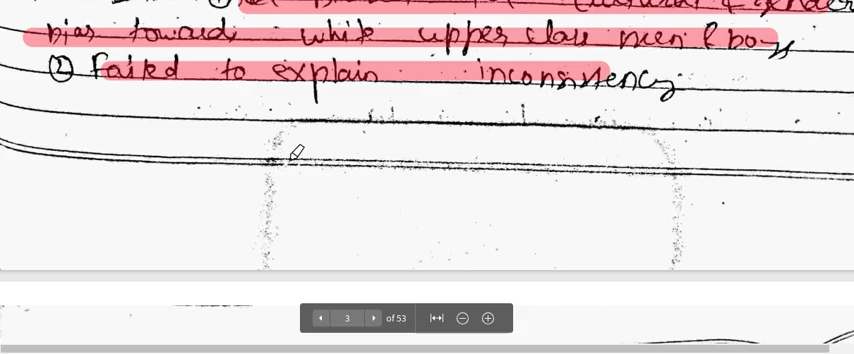 bias towards white upper class men & boys
② Failed to explain inconsistency
3 of 53